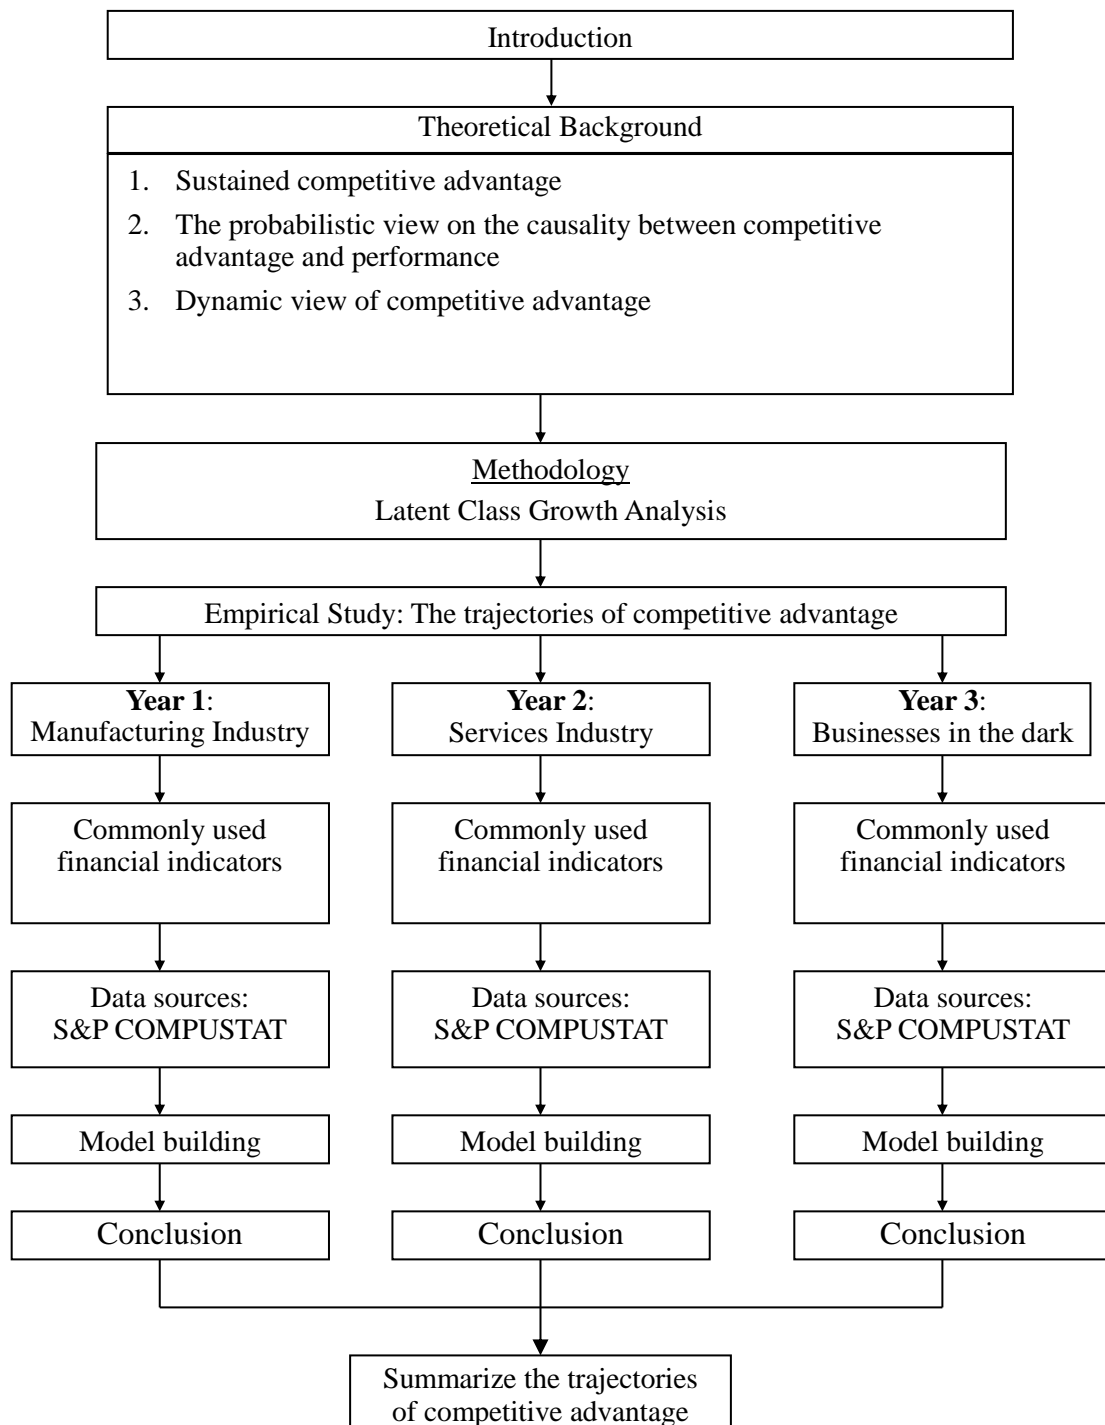 Introduction
Theoretical Background
1. Sustained competitive advantage
2. The probabilistic view on the causality between competitive
advantage and performance
3. Dynamic view of competitive advantage
Methodology
Latent Class Growth Analysis
Empirical Study: The trajectories of competitive advantage
Year 1:
Manufacturing Industry
Year 2:
Services Industry
Year 3:
Businesses in the dark
Commonly used
financial indicators
Commonly used
financial indicators
Commonly used
financial indicators
Data sources:
S&P COMPUSTAT
Data sources:
S&P COMPUSTAT
Data sources:
S&P COMPUSTAT
Model building
Model building
Model building
Conclusion
Conclusion
Conclusion
Summarize the trajectories
of competitive advantage